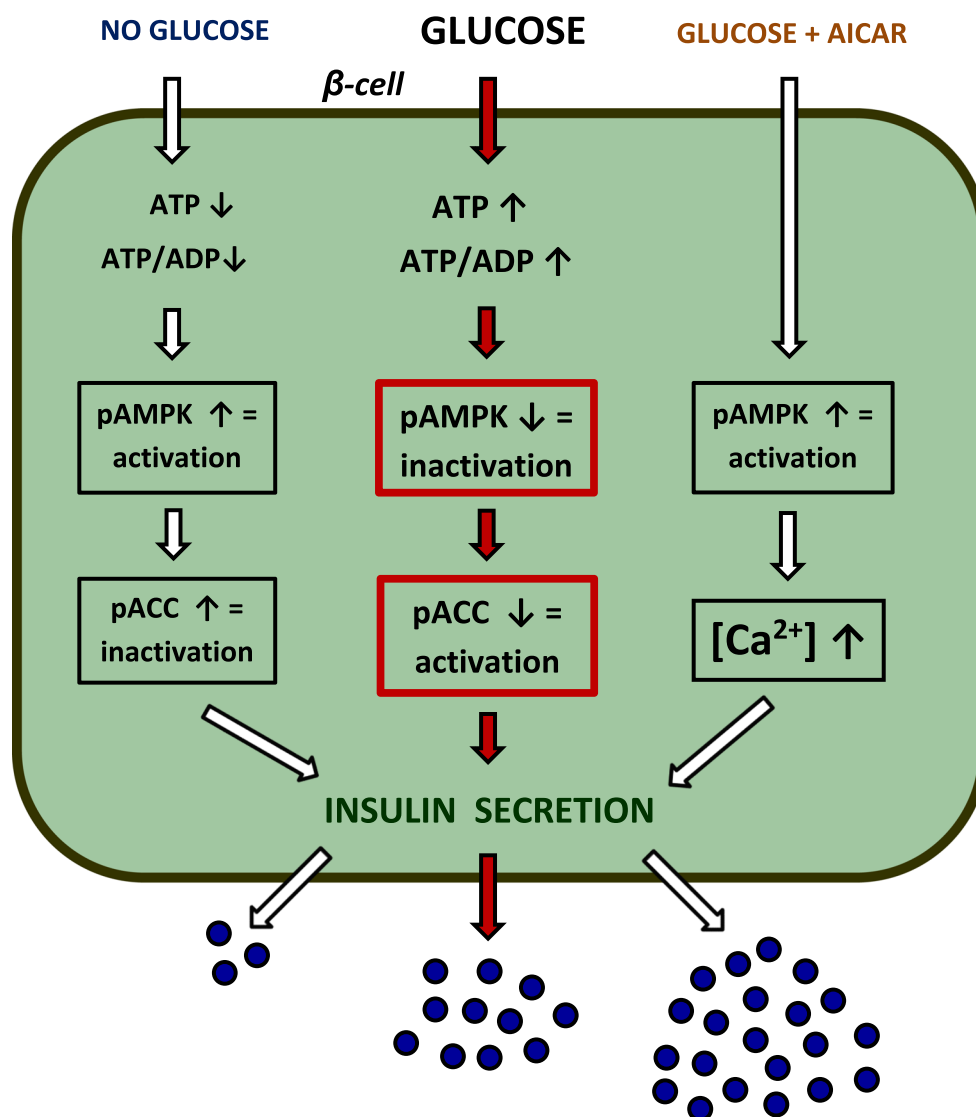 NO GLUCOSE
GLUCOSE
GLUCOSE + AICAR
β-cell
ATP ↓
ATP/ADP↓
ATP ↑
ATP/ADP ↑
pAMPK ↑ =
activation
pAMPK ↓ =
inactivation
pAMPK ↑ =
activation
pACC ↑ =
inactivation
pACC ↓ =
activation
[Ca²⁺] ↑
INSULIN SECRETION